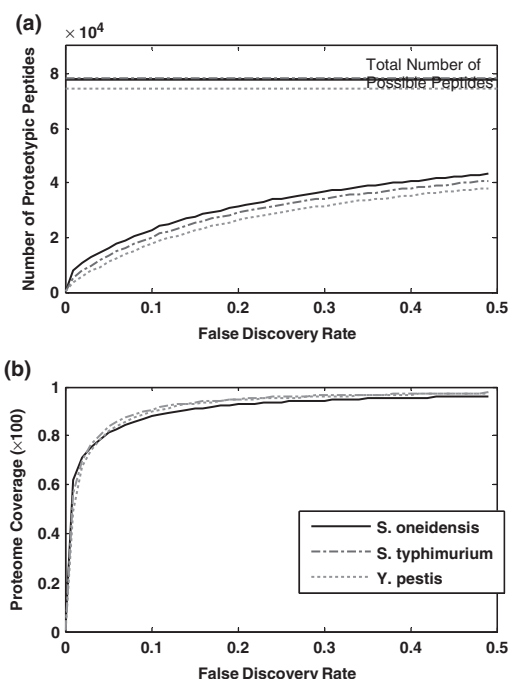 (a)
× 10⁴
10
8
6
4
2
0
Number of Proteotypic Peptides
Total Number of
Possible Peptides
0 0.1 0.2 0.3 0.4 0.5
False Discovery Rate
(b)
1
0.8
0.6
0.4
0.2
0
Proteome Coverage (×100)
S. oneidensis
S. typhimurium
Y. pestis
0 0.1 0.2 0.3 0.4 0.5
False Discovery Rate